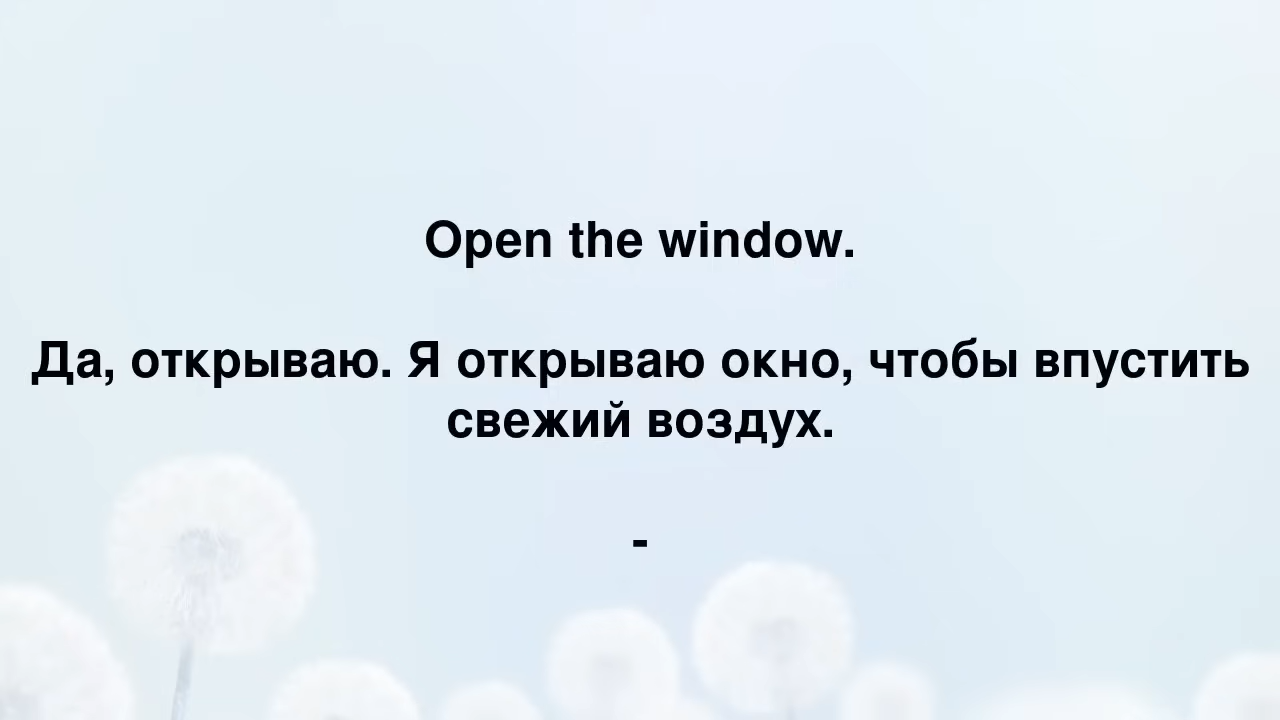 Open the window.
Да, открываю. Я открываю окно, чтобы впустить
свежий воздух.
-